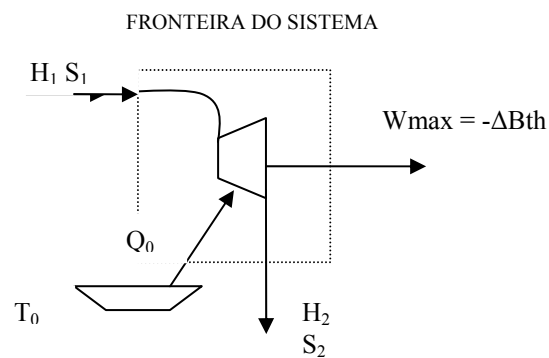 FRONTEIRA DO SISTEMA
H₁ S₁
Wmax = -ΔBth
Q₀
T₀
H₂
S₂